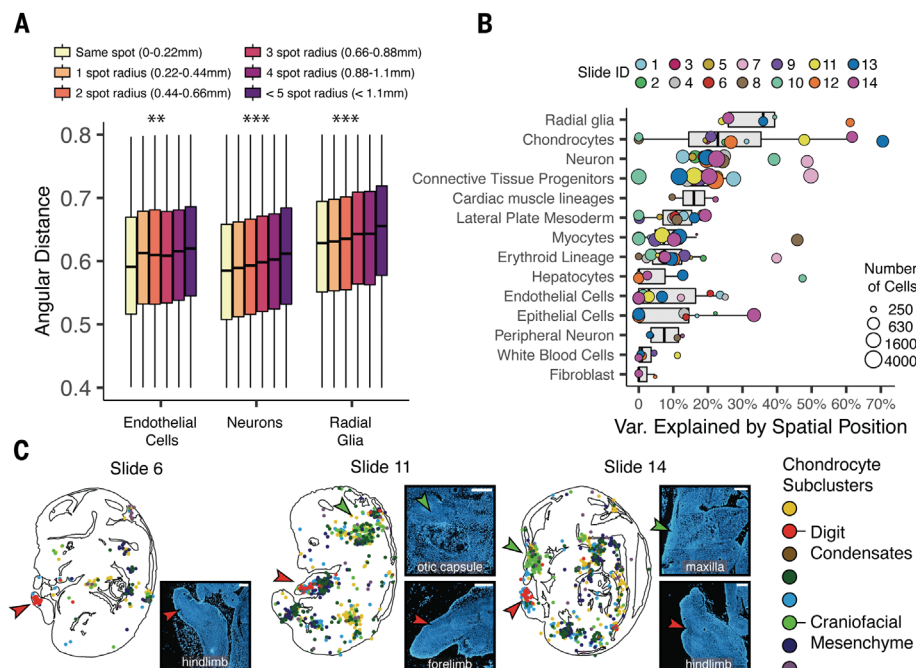 A
Same spot (0-0.22mm)
1 spot radius (0.22-0.44mm)
2 spot radius (0.44-0.66mm)
3 spot radius (0.66-0.88mm)
4 spot radius (0.88-1.1mm)
< 5 spot radius (< 1.1mm)
** *** ***
0.8
0.7
0.6
0.5
0.4
Angular Distance
Endothelial Cells
Neurons
Radial Glia
B
Slide ID
1 3 5 7 9 11 13
2 4 6 8 10 12 14
Radial glia
Chondrocytes
Neuron
Connective Tissue Progenitors
Cardiac muscle lineages
Lateral Plate Mesoderm
Myocytes
Erythroid Lineage
Hepatocytes
Endothelial Cells
Epithelial Cells
Peripheral Neuron
White Blood Cells
Fibroblast
Number of Cells
250
630
1600
4000
0 10% 20% 30% 40% 50% 60% 70%
Var. Explained by Spatial Position
C
Slide 6
hindlimb
Slide 11
otic capsule
forelimb
Slide 14
maxilla
hindlimb
Chondrocyte
Subclusters
Digit
Condensates
Craniofacial
Mesenchyme